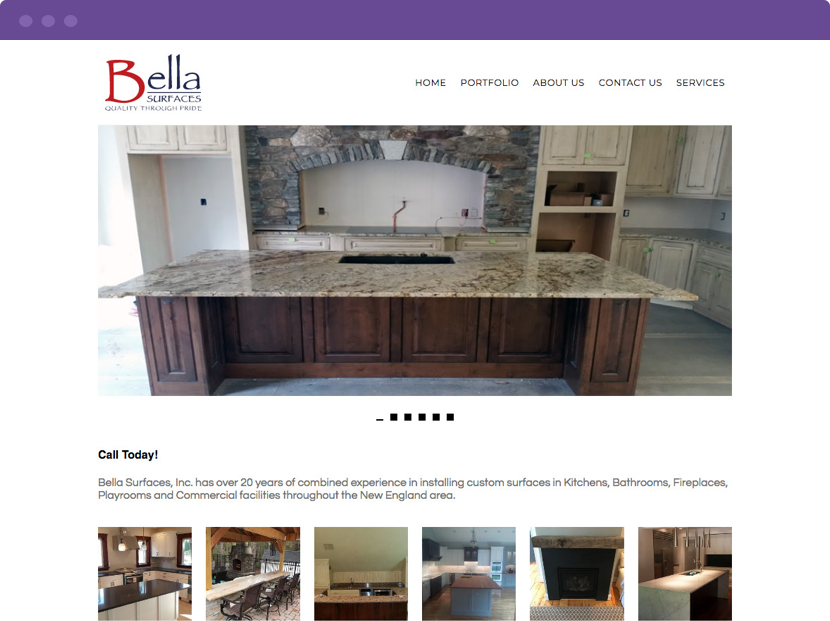 Bella
SURFACES
QUALITY THROUGH PRIDE
HOME PORTFOLIO ABOUT US CONTACT US SERVICES
Call Today!
Bella Surfaces, Inc. has over 20 years of combined experience in installing custom surfaces in Kitchens, Bathrooms, Fireplaces,
Playrooms and Commercial facilities throughout the New England area.